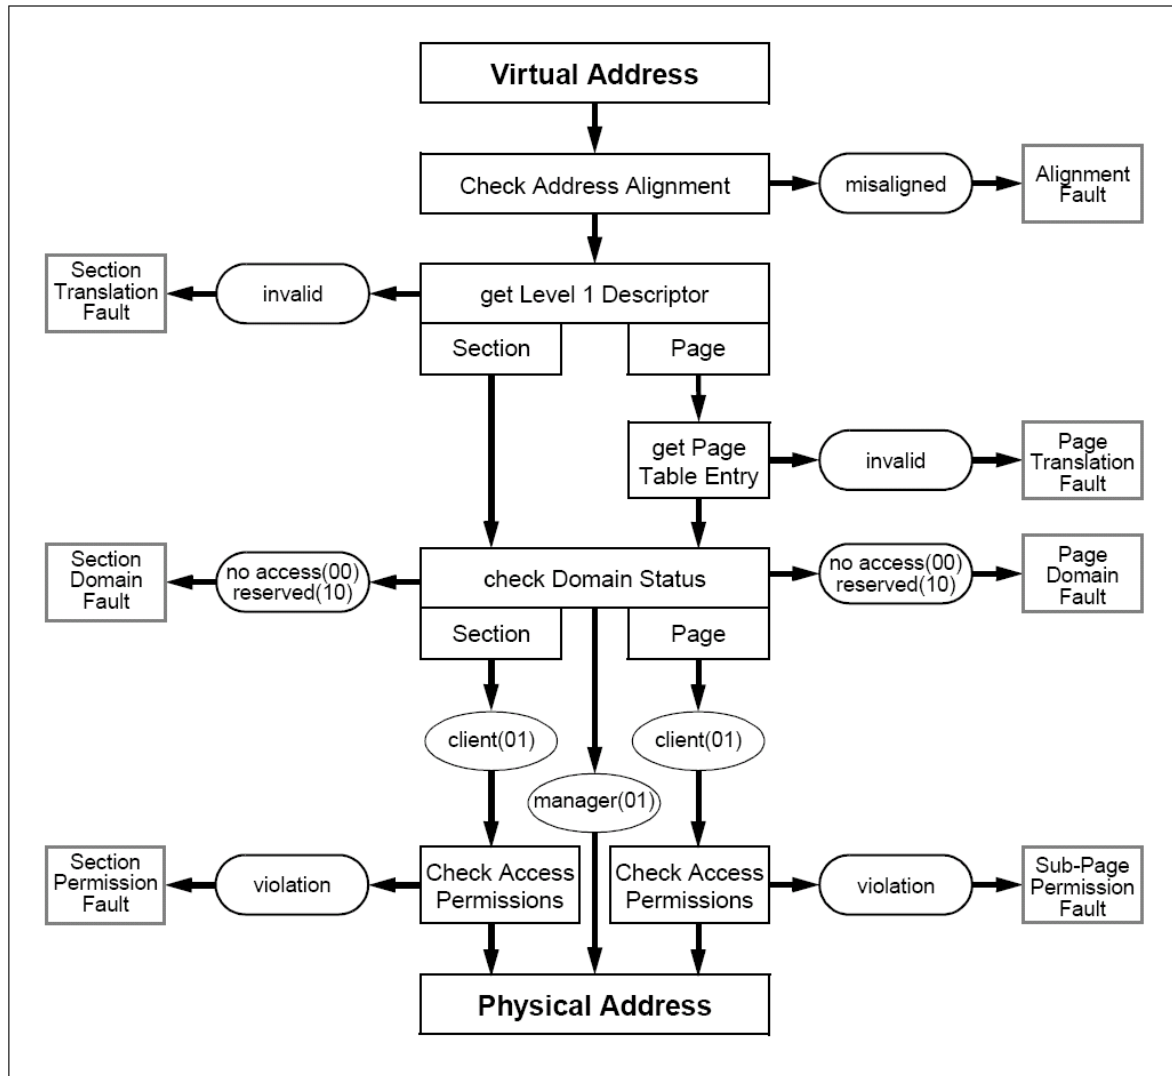 Virtual Address
Check Address Alignment
misaligned
Alignment
Fault
Section
Translation
Fault
invalid
get Level 1 Descriptor
Section
Page
get Page
Table Entry
invalid
Page
Translation
Fault
Section
Domain
Fault
no access(00)
reserved(10)
check Domain Status
no access(00)
reserved(10)
Page
Domain
Fault
Section
Page
client(01)
client(01)
manager(01)
Section
Permission
Fault
violation
Check Access
Permissions
Check Access
Permissions
violation
Sub-Page
Permission
Fault
Physical Address